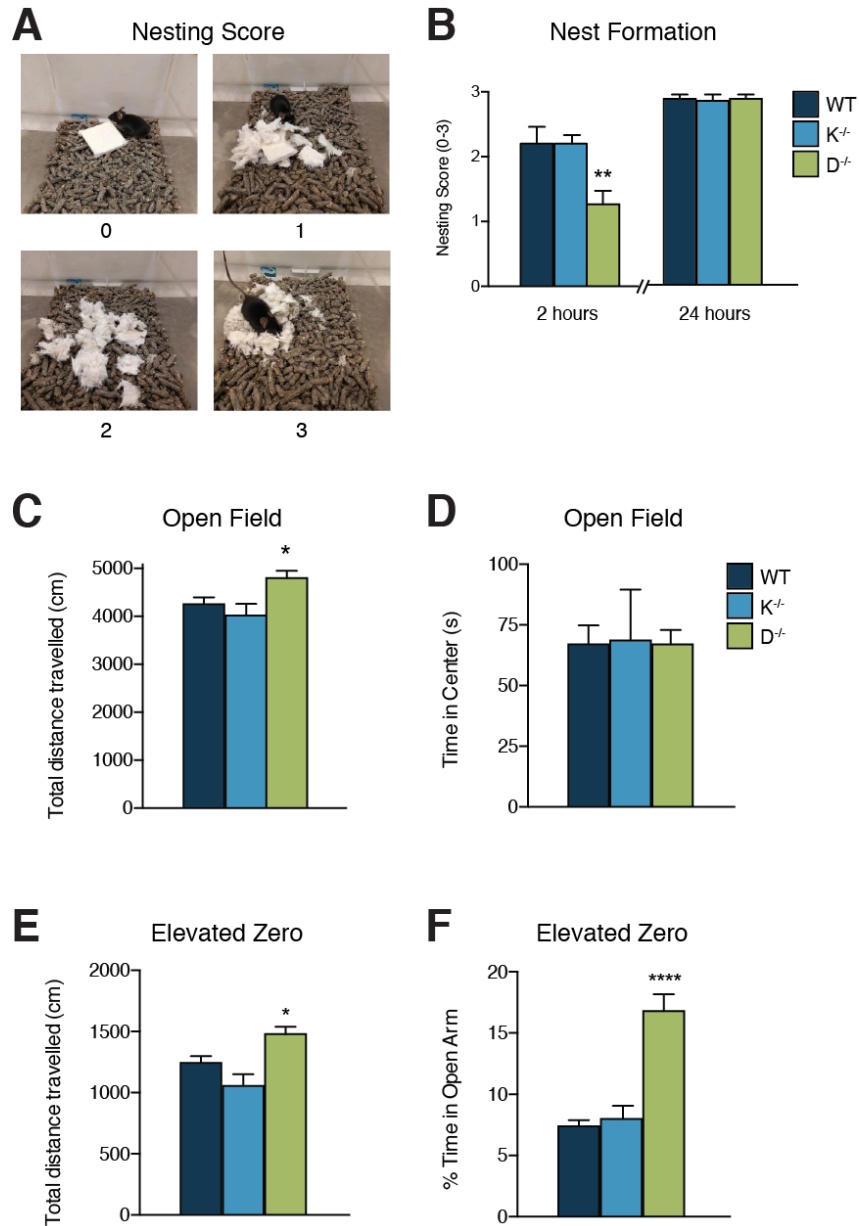 A
Nesting Score
0
1
2
3
B
Nest Formation
Nesting Score (0-3)
3
2
1
0
**
2 hours
24 hours
WT
K-/-
D-/-
C
Open Field
Total distance travelled (cm)
5000
4000
3000
2000
1000
0
*
D
Open Field
Time in Center (s)
100
75
50
25
0
WT
K-/-
D-/-
E
Elevated Zero
Total distance travelled (cm)
2000
1500
1000
500
0
*
F
Elevated Zero
% Time in Open Arm
20
15
10
5
0
****